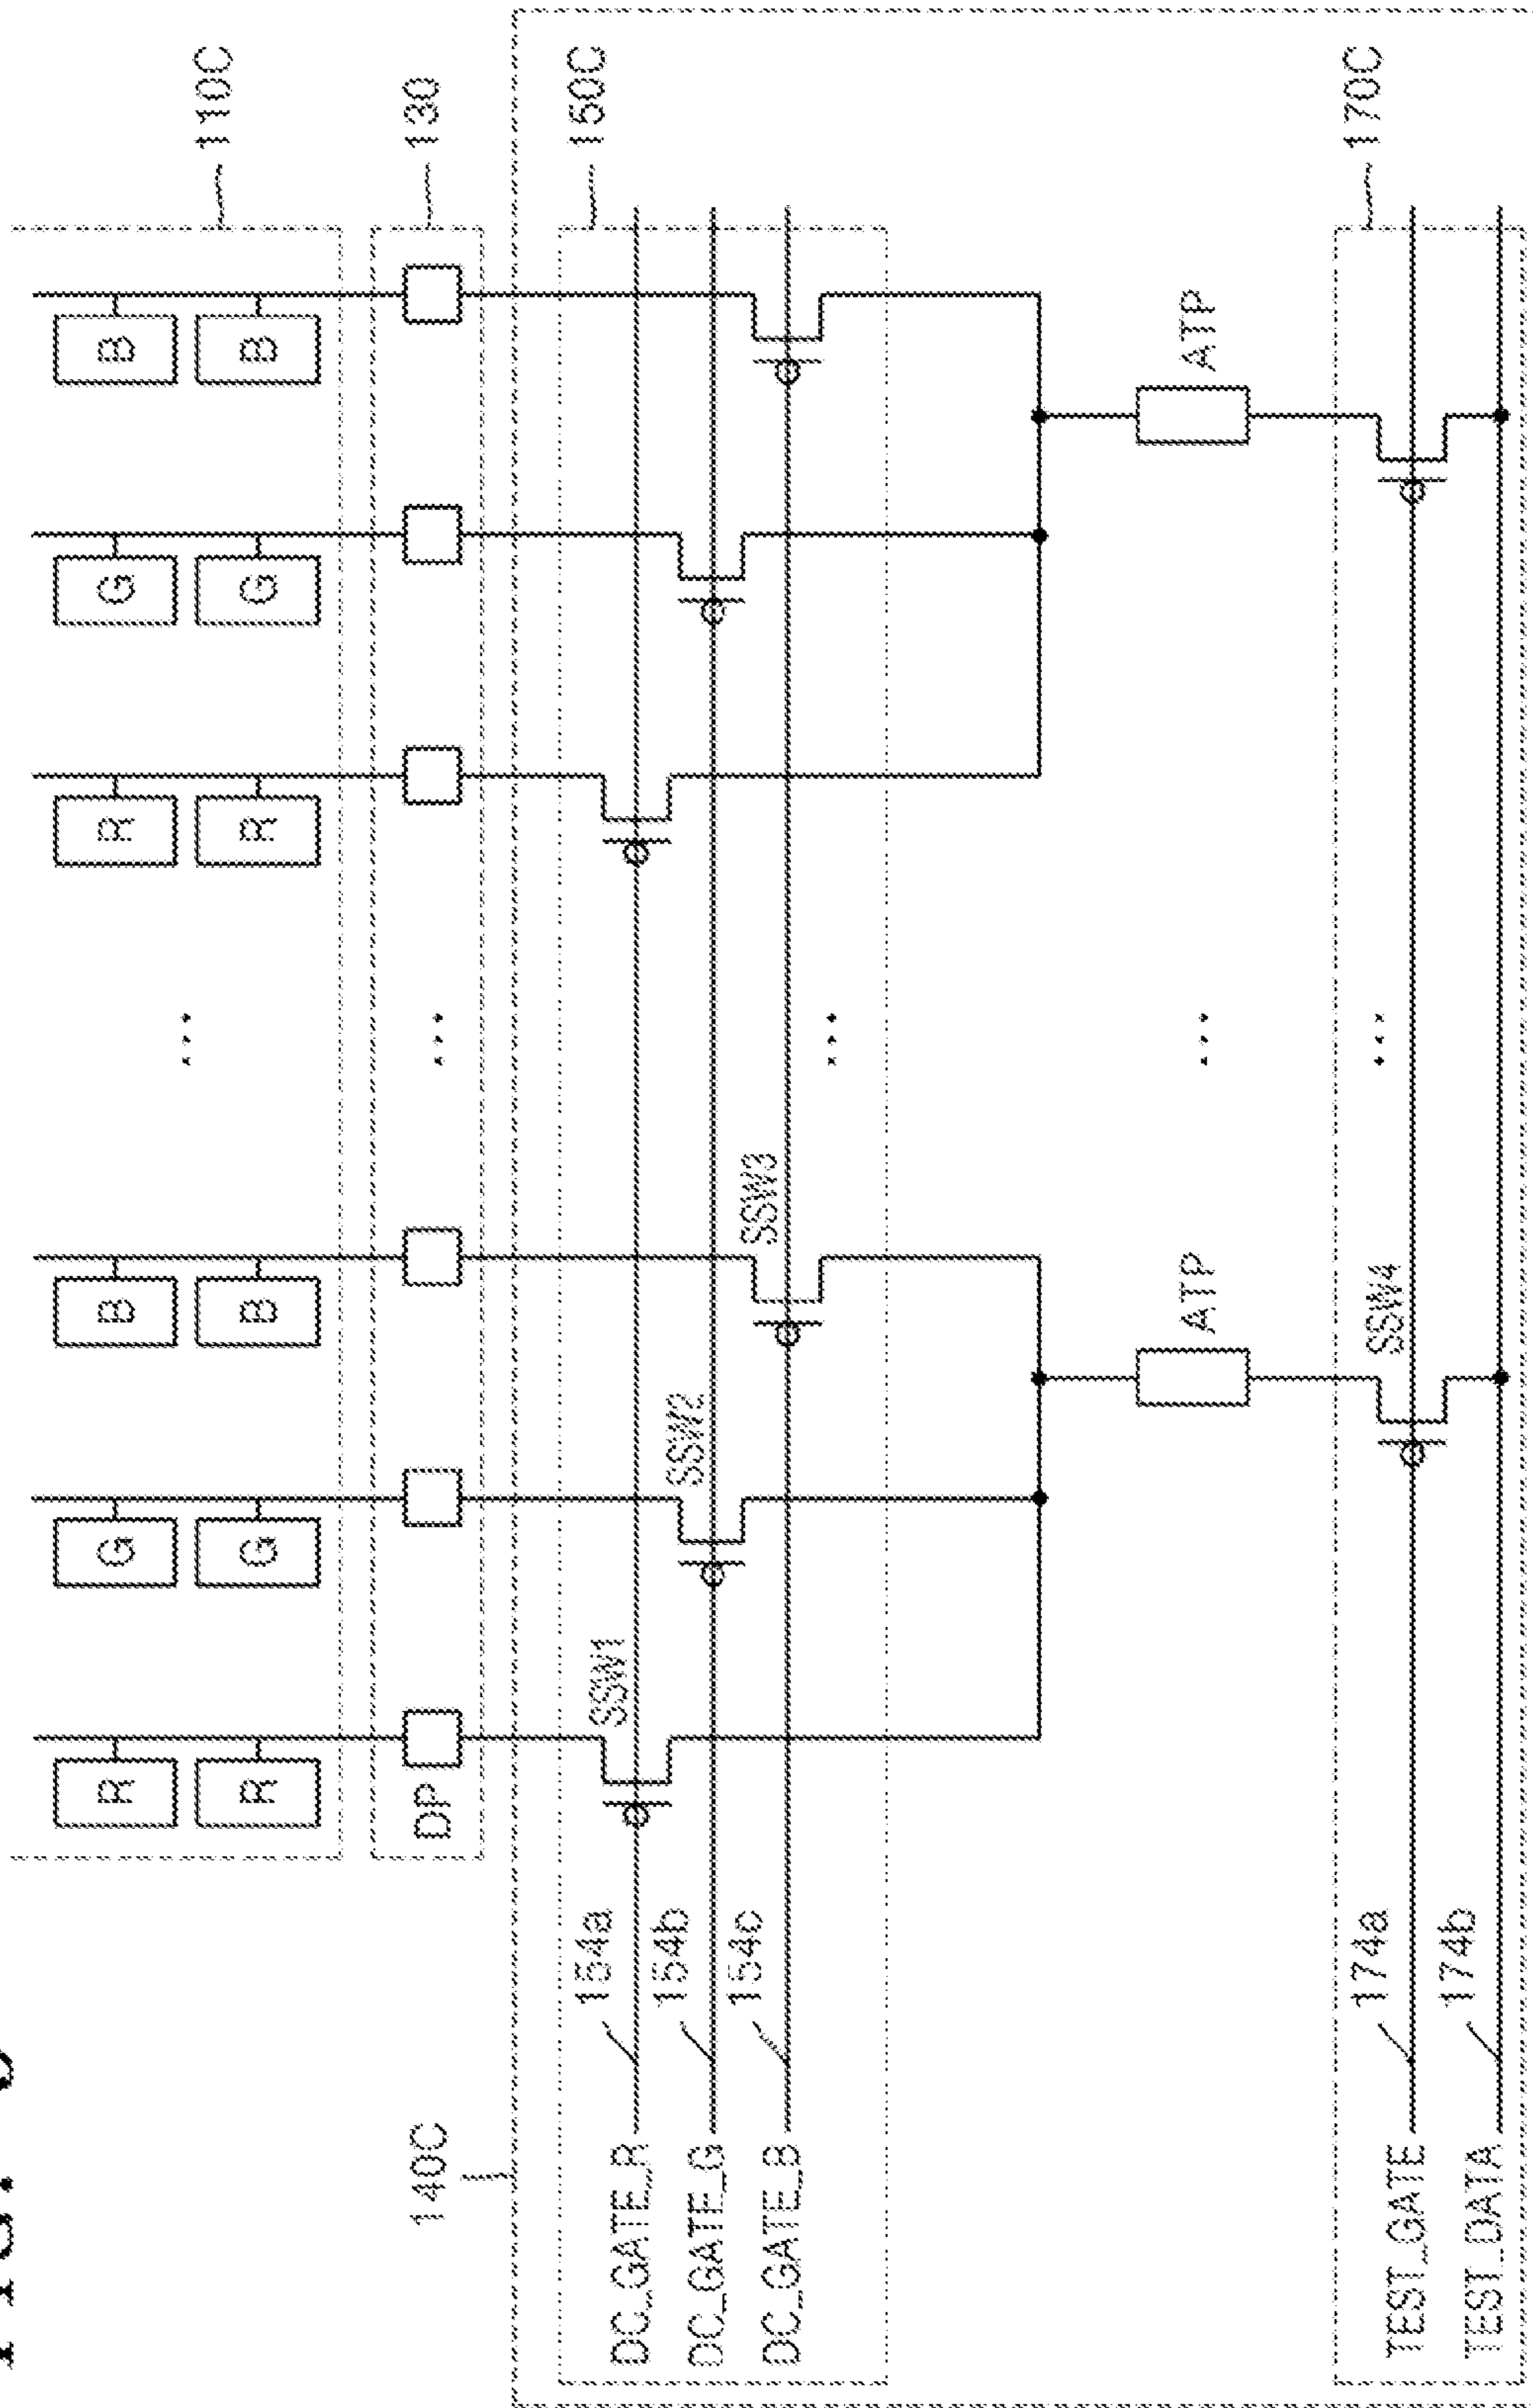 110C
130
150C
170C
R G B ... R G B
R G B ... R G B
DP ...
140C
154a
154b
154c
DC_GATE_R
DC_GATE_G
DC_GATE_B
SSW1
SSW2
SSW3
...
ATP ... ATP
SSW4
...
174a
174b
TEST_GATE
TEST_DATA